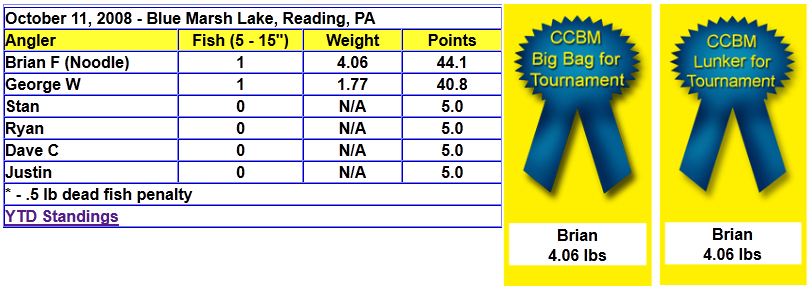 October 11, 2008 - Blue Marsh Lake, Reading, PA
Angler Fish (5 - 15") Weight Points
Brian F (Noodle) 1 4.06 44.1
George W 1 1.77 40.8
Stan 0 N/A 5.0
Ryan 0 N/A 5.0
Dave C 0 N/A 5.0
Justin 0 N/A 5.0
* - .5 lb dead fish penalty
YTD Standings
CCBM
Big Bag for
Tournament
Brian
4.06 lbs
CCBM
Lunker for
Tournament
Brian
4.06 lbs